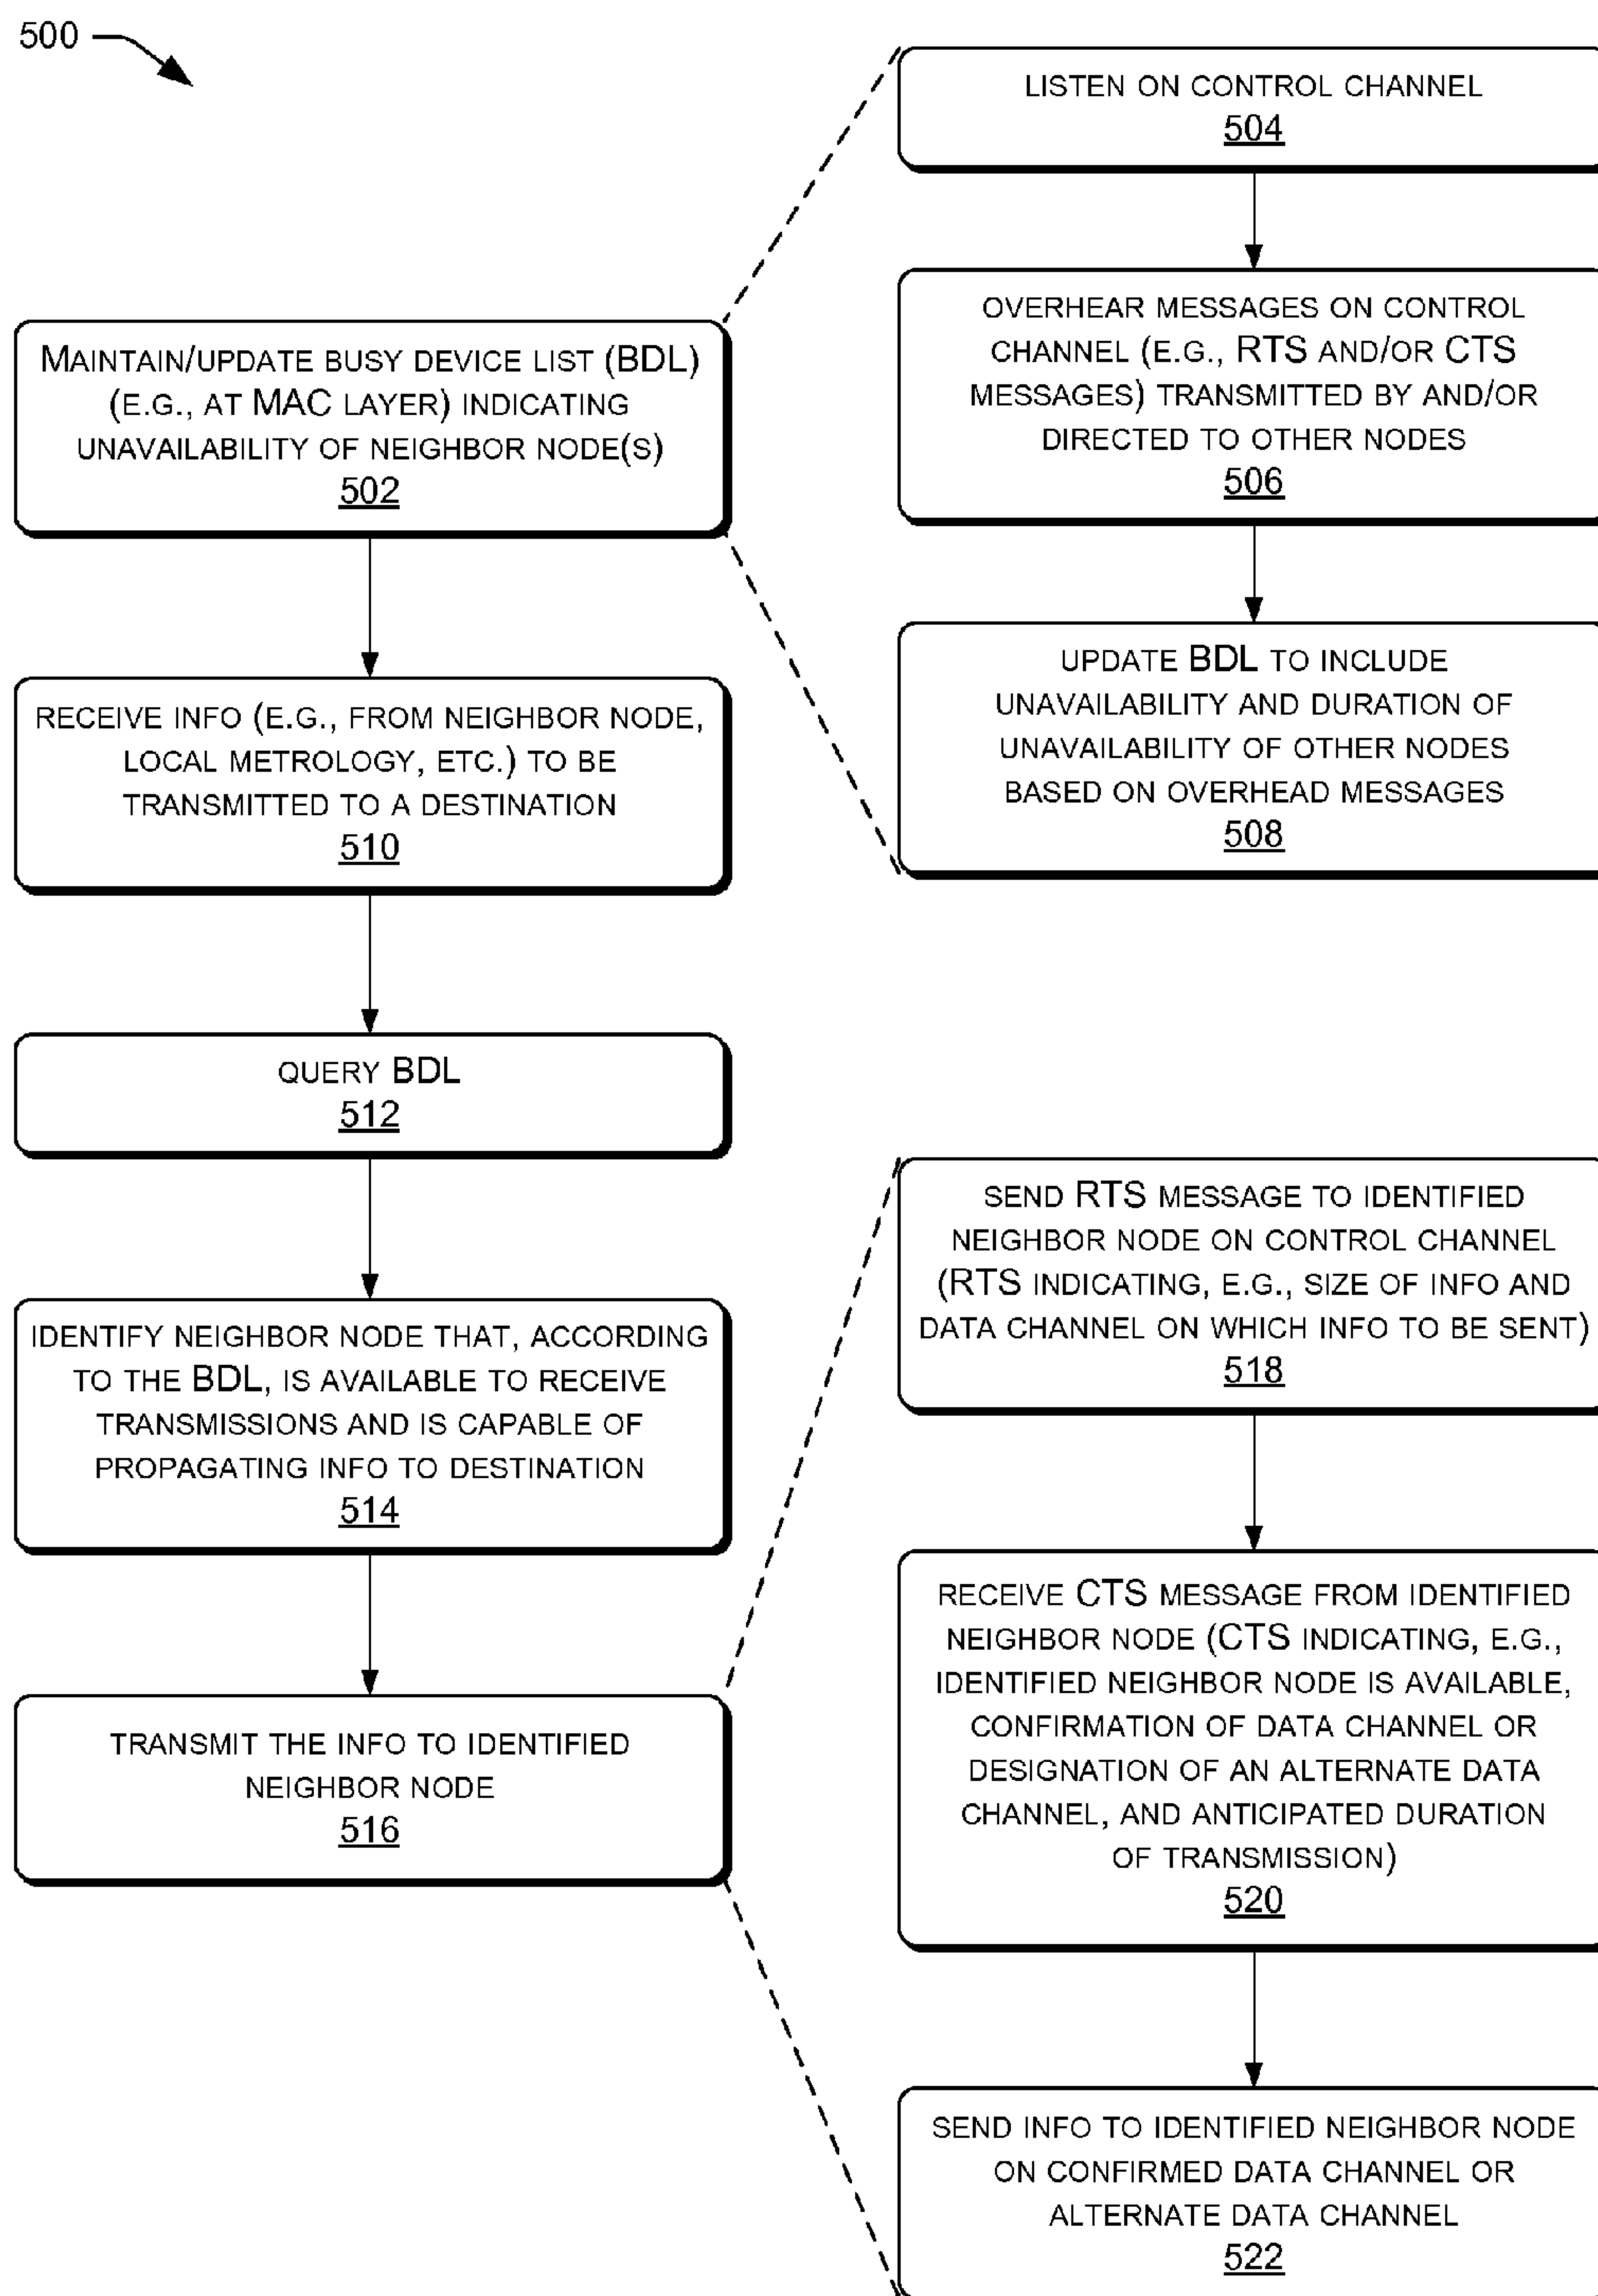 500
MAINTAIN/UPDATE BUSY DEVICE LIST (BDL)
(E.G., AT MAC LAYER) INDICATING
UNAVAILABILITY OF NEIGHBOR NODE(S)
502
RECEIVE INFO (E.G., FROM NEIGHBOR NODE,
LOCAL METROLOGY, ETC.) TO BE
TRANSMITTED TO A DESTINATION
510
QUERY BDL
512
IDENTIFY NEIGHBOR NODE THAT, ACCORDING
TO THE BDL, IS AVAILABLE TO RECEIVE
TRANSMISSIONS AND IS CAPABLE OF
PROPAGATING INFO TO DESTINATION
514
TRANSMIT THE INFO TO IDENTIFIED
NEIGHBOR NODE
516
LISTEN ON CONTROL CHANNEL
504
OVERHEAR MESSAGES ON CONTROL
CHANNEL (E.G., RTS AND/OR CTS
MESSAGES) TRANSMITTED BY AND/OR
DIRECTED TO OTHER NODES
506
UPDATE BDL TO INCLUDE
UNAVAILABILITY AND DURATION OF
UNAVAILABILITY OF OTHER NODES
BASED ON OVERHEAD MESSAGES
508
SEND RTS MESSAGE TO IDENTIFIED
NEIGHBOR NODE ON CONTROL CHANNEL
(RTS INDICATING, E.G., SIZE OF INFO AND
DATA CHANNEL ON WHICH INFO TO BE SENT)
518
RECEIVE CTS MESSAGE FROM IDENTIFIED
NEIGHBOR NODE (CTS INDICATING, E.G.,
IDENTIFIED NEIGHBOR NODE IS AVAILABLE,
CONFIRMATION OF DATA CHANNEL OR
DESIGNATION OF AN ALTERNATE DATA
CHANNEL, AND ANTICIPATED DURATION
OF TRANSMISSION)
520
SEND INFO TO IDENTIFIED NEIGHBOR NODE
ON CONFIRMED DATA CHANNEL OR
ALTERNATE DATA CHANNEL
522